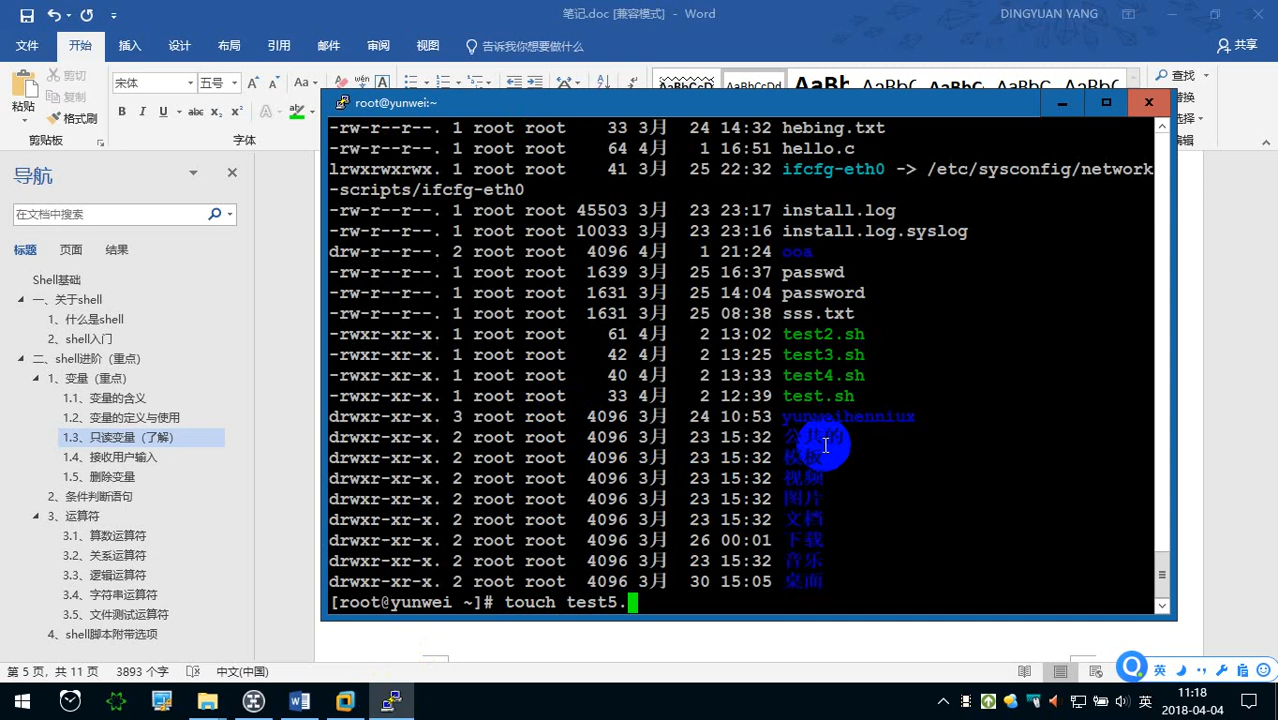 笔记.doc [兼容模式] - Word
DINGYUAN YANG
文件 开始 插入 设计 布局 引用 邮件 审阅 视图 告诉我你想要做什么 共享
粘贴 剪切 复制 格式刷
宋体 五号
查找
替换
选择
剪贴板 字体 编辑
导航
在文档中搜索
标题 页面 结果
Shell基础
一、关于shell
1、什么是shell
2、shell入门
二、shell进阶（重点）
1、变量（重点）
1.1、变量的含义
1.2、变量的定义与使用
1.3、只读变量（了解）
1.4、接收用户输入
1.5、删除变量
2、条件判断语句
3、运算符
3.1、算数运算符
3.2、关系运算符
3.3、逻辑运算符
3.4、字符串运算符
3.5、文件测试运算符
4、shell脚本附带选项
root@yunwei:~
-rw-r--r--. 1 root root 33 3月 24 14:32 hebing.txt
-rw-r--r--. 1 root root 64 4月 1 16:51 hello.c
lrwxrwxrwx. 1 root root 41 3月 25 22:32 ifcfg-eth0 -> /etc/sysconfig/network
-scripts/ifcfg-eth0
-rw-r--r--. 1 root root 45503 3月 23 23:17 install.log
-rw-r--r--. 1 root root 10033 3月 23 23:16 install.log.syslog
drw-r--r--. 2 root root 4096 4月 1 21:24 ooa
-rw-r--r--. 1 root root 1639 3月 25 16:37 passwd
-rw-r--r--. 1 root root 1631 3月 25 14:04 password
-rw-r--r--. 1 root root 1631 3月 25 08:38 sss.txt
-rwxr-xr-x. 1 root root 61 4月 2 13:02 test2.sh
-rwxr-xr-x. 1 root root 42 4月 2 13:25 test3.sh
-rwxr-xr-x. 1 root root 40 4月 2 13:33 test4.sh
-rwxr-xr-x. 1 root root 33 4月 2 12:39 test.sh
drwxr-xr-x. 3 root root 4096 3月 24 10:53 yunweihenniux
drwxr-xr-x. 2 root root 4096 3月 23 15:32 公共的
drwxr-xr-x. 2 root root 4096 3月 23 15:32 模板
drwxr-xr-x. 2 root root 4096 3月 23 15:32 视频
drwxr-xr-x. 2 root root 4096 3月 23 15:32 图片
drwxr-xr-x. 2 root root 4096 3月 23 15:32 文档
drwxr-xr-x. 2 root root 4096 3月 26 00:01 下载
drwxr-xr-x. 2 root root 4096 3月 23 15:32 音乐
drwxr-xr-x. 2 root root 4096 3月 30 15:05 桌面
[root@yunwei ~]# touch test5.
第 5 页，共 11 页 3893 个字 中文(中国)
英
英
11:18
2018-04-04